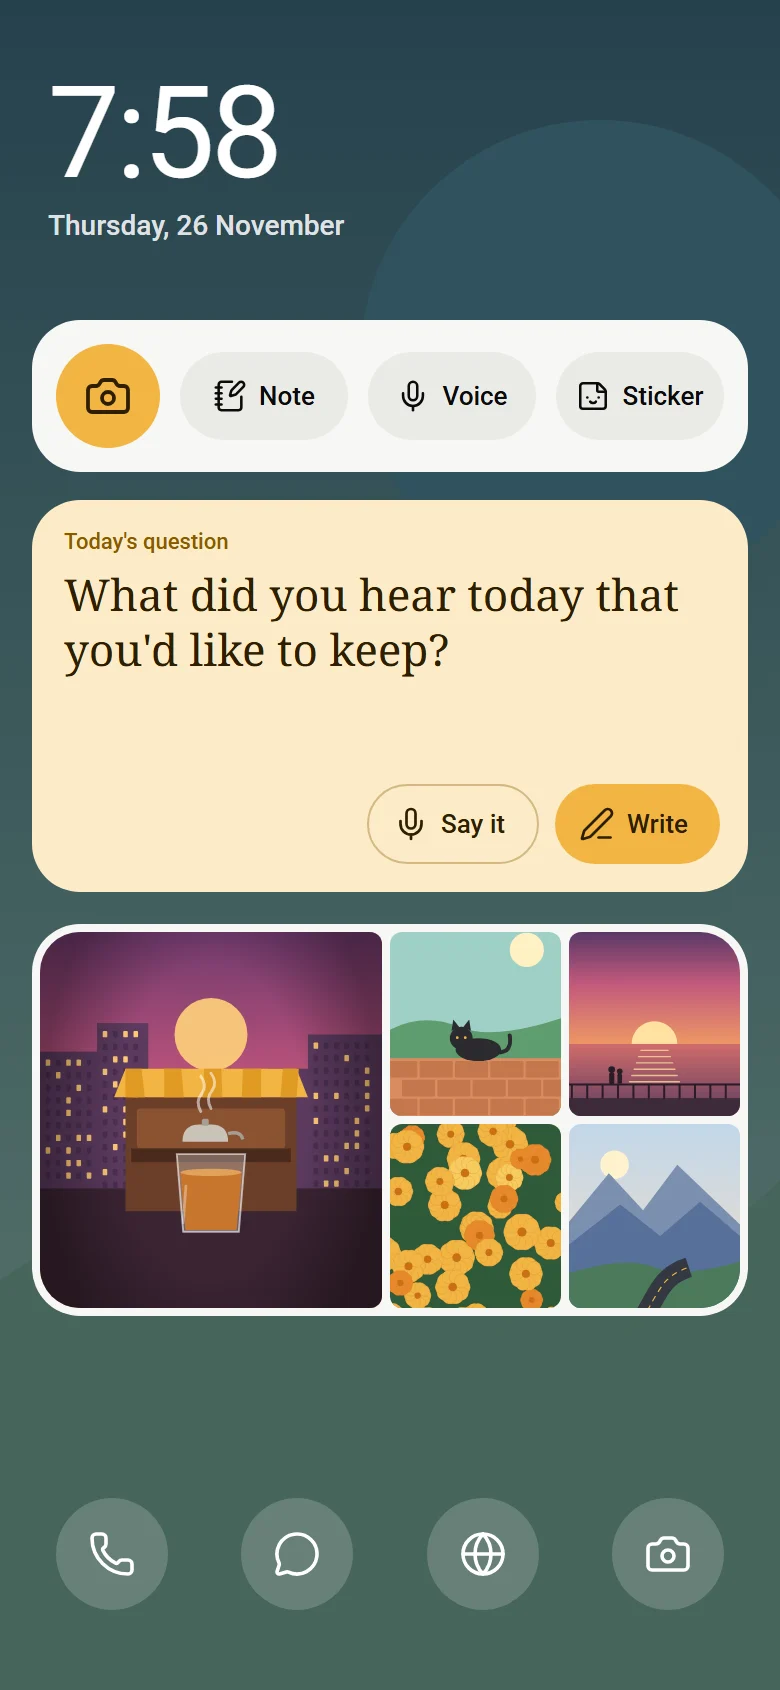 7:58
Thursday, 26 November
Note
Voice
Sticker
Today's question
What did you hear today that
you'd like to keep?
Say it
Write